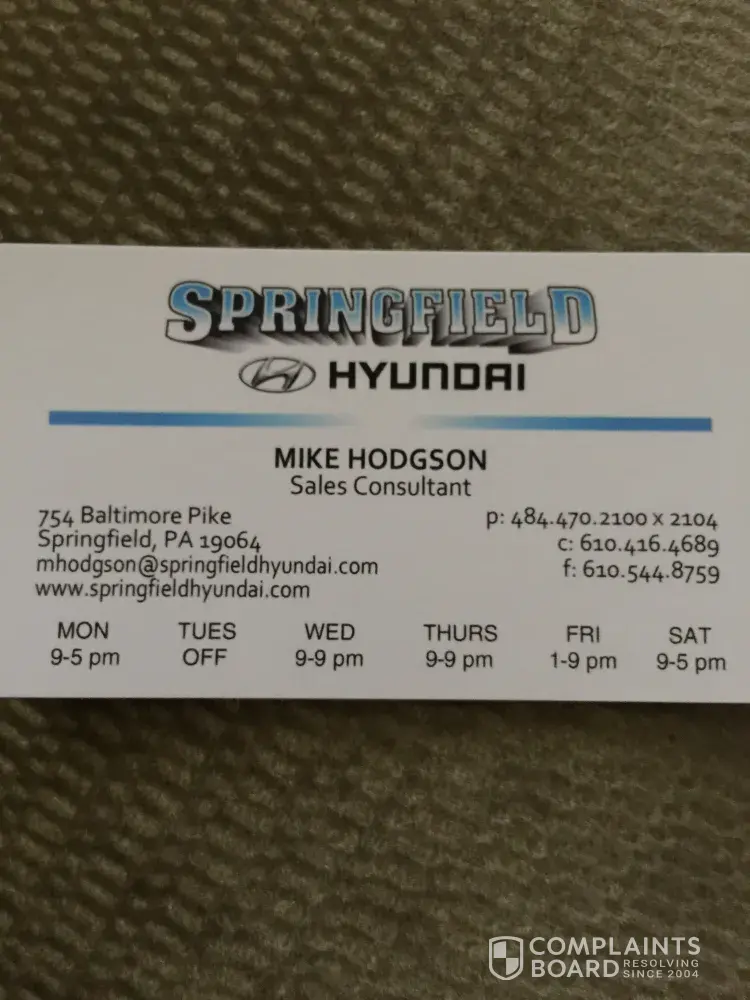 SPRINGFIELD
HYUNDAI
MIKE HODGSON
Sales Consultant
754 Baltimore Pike
Springfield, PA 19064
mhodgson@springfieldhyundai.com
www.springfieldhyundai.com
p: 484.470.2100 x 2104
c: 610.416.4689
f: 610.544.8759
MON TUES WED THURS FRI SAT
9-5 pm OFF 9-9 pm 9-9 pm 1-9 pm 9-5 pm
COMPLAINTS
BOARD RESOLVING
SINCE 2004